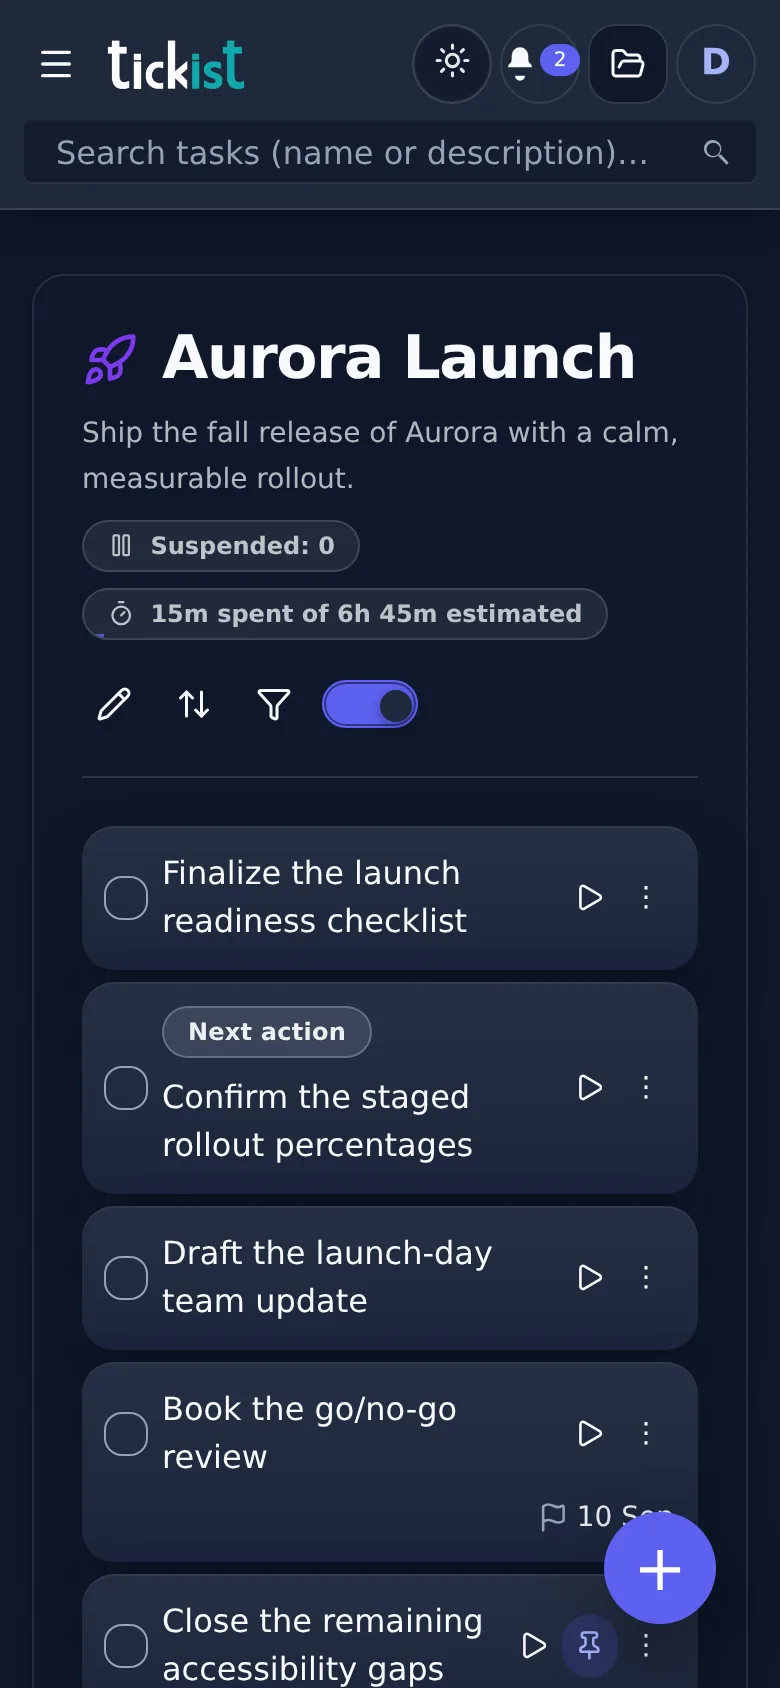 tickist
2
D
Search tasks (name or description)...
Aurora Launch
Ship the fall release of Aurora with a calm,
measurable rollout.
Suspended: 0
15m spent of 6h 45m estimated
Finalize the launch
readiness checklist
Next action
Confirm the staged
rollout percentages
Draft the launch-day
team update
Book the go/no-go
review
10 Sep
Close the remaining
accessibility gaps